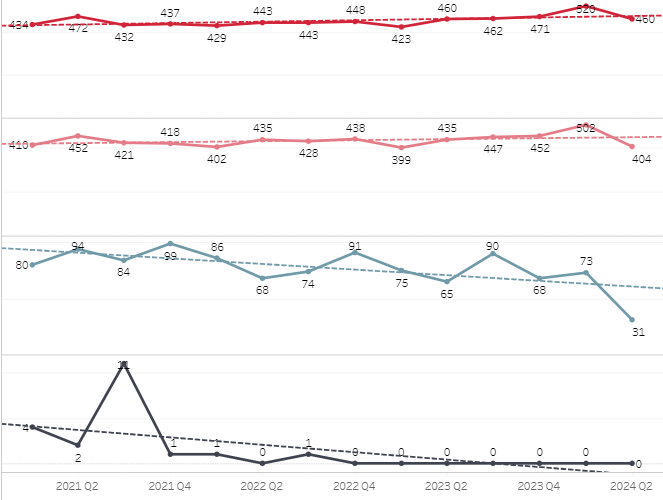 434 472 432 437 429 443 443 448 423 460 462 471 520 460
410 452 421 418 402 435 428 438 399 435 447 452 502 404
80 94 84 99 86 68 74 91 75 65 90 68 73 31
4 2 11 1 1 0 1 0 0 0 0 0 0 0
2021 Q2 2021 Q4 2022 Q2 2022 Q4 2023 Q2 2023 Q4 2024 Q2